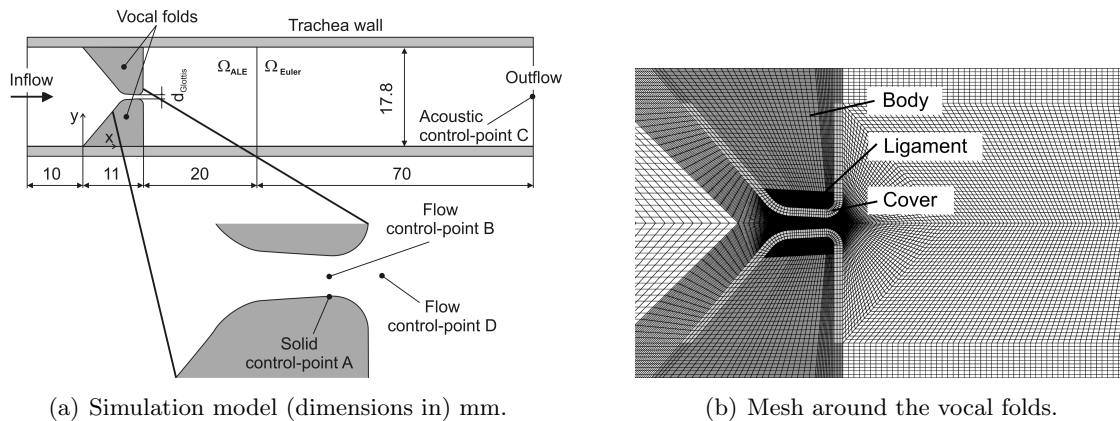 Vocal folds
Trachea wall
Inflow
Ω_ALE
Ω_Euler
d_Glottis
17.8
Outflow
Acoustic
control-point C
y
x
10
11
20
70
Flow
control-point B
Flow
control-point D
Solid
control-point A
(a) Simulation model (dimensions in) mm.
Body
Ligament
Cover
(b) Mesh around the vocal folds.